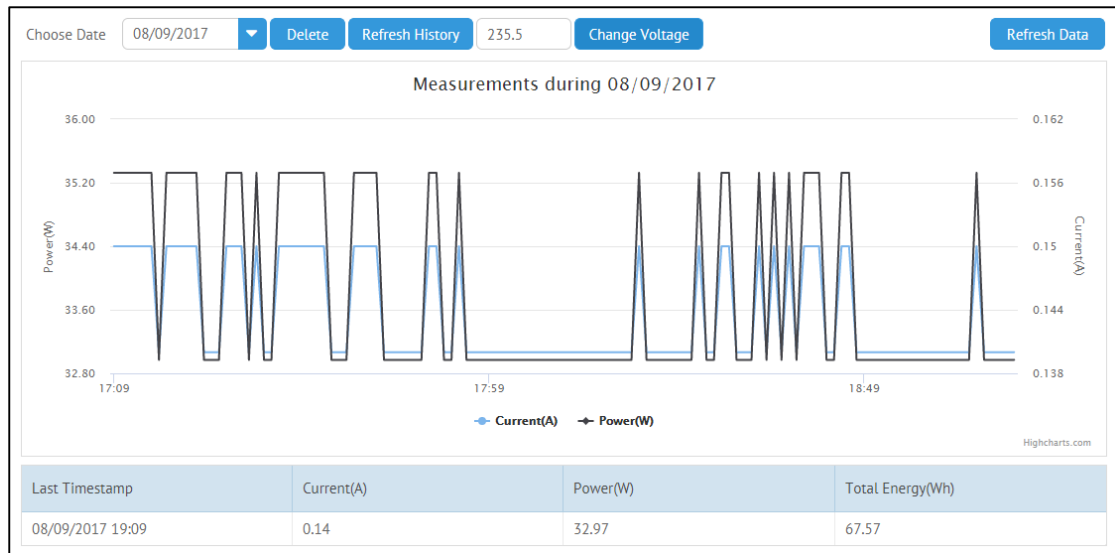 Choose Date 08/09/2017 Delete Refresh History 235.5 Change Voltage Refresh Data
Measurements during 08/09/2017
36.00 0.162
35.20 0.156
34.40 0.15
33.60 0.144
32.80 0.138
Power(W)
Current(A)
17:09 17:59 18:49
Current(A) Power(W)
Highcharts.com
Last Timestamp Current(A) Power(W) Total Energy(Wh)
08/09/2017 19:09 0.14 32.97 67.57